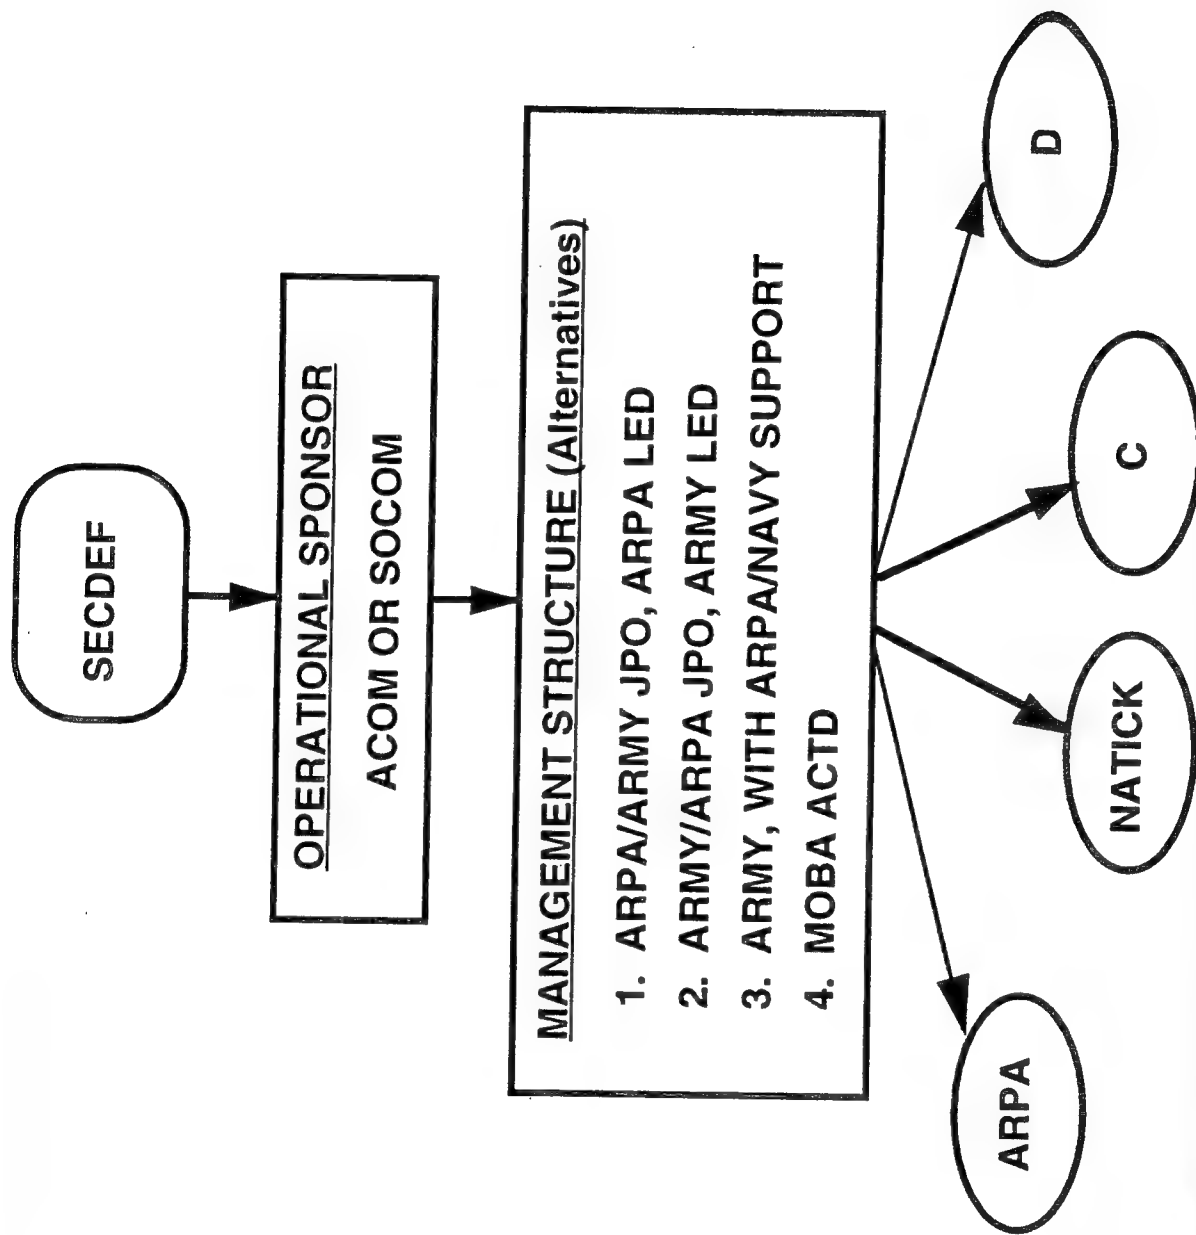 SECDEF
OPERATIONAL SPONSOR
ACOM OR SOCOM
MANAGEMENT STRUCTURE (Alternatives)
1. ARPA/ARMY JPO, ARPA LED
2. ARMY/ARPA JPO, ARMY LED
3. ARMY, WITH ARPA/NAVY SUPPORT
4. MOBA ACTD
ARPA
NATICK
C
D